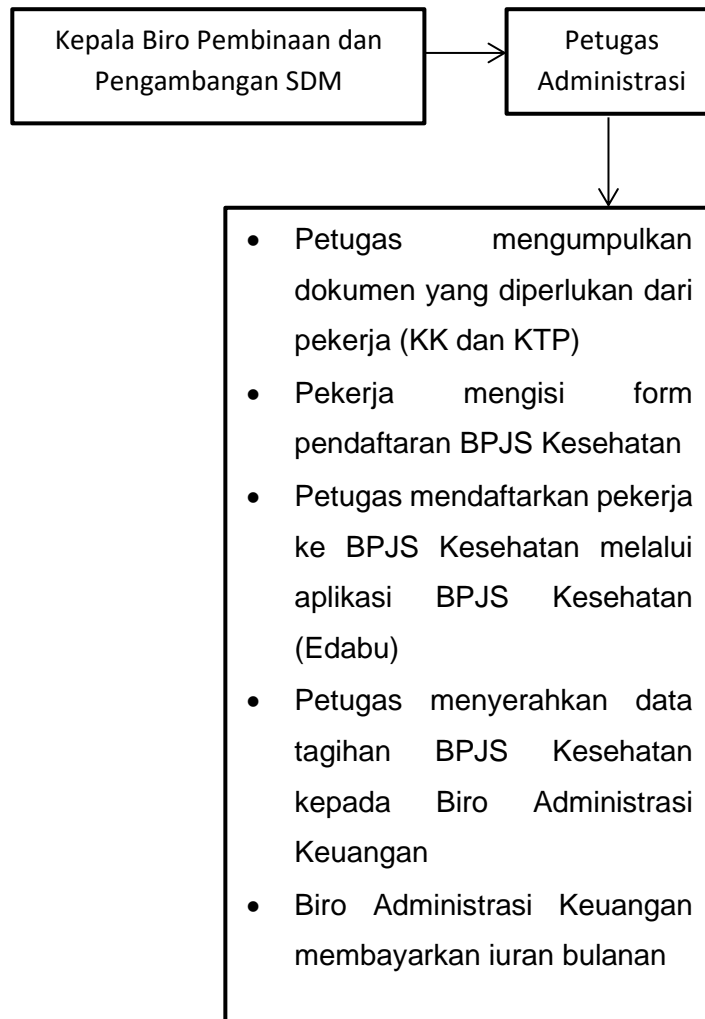 Kepala Biro Pembinaan dan
Pengambangan SDM
Petugas
Administrasi
• Petugas mengumpulkan
dokumen yang diperlukan dari
pekerja (KK dan KTP)
• Pekerja mengisi form
pendaftaran BPJS Kesehatan
• Petugas mendaftarkan pekerja
ke BPJS Kesehatan melalui
aplikasi BPJS Kesehatan
(Edabu)
• Petugas menyerahkan data
tagihan BPJS Kesehatan
kepada Biro Administrasi
Keuangan
• Biro Administrasi Keuangan
membayarkan iuran bulanan